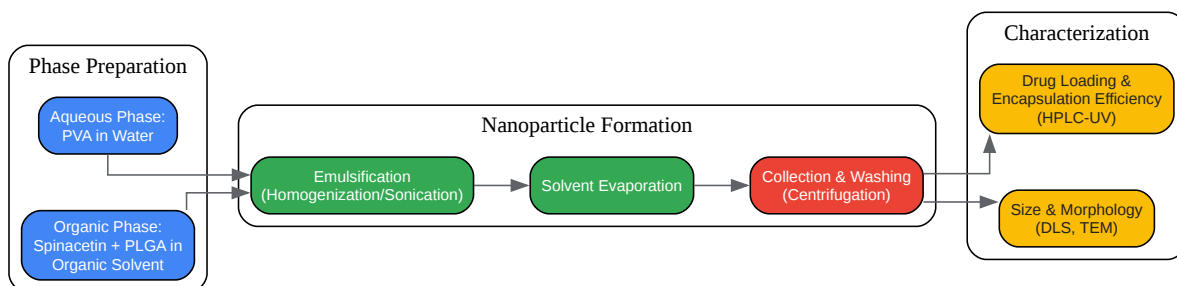 Phase Preparation
Aqueous Phase:
PVA in Water
Organic Phase:
Spinacetin + PLGA in
Organic Solvent
Nanoparticle Formation
Emulsification
(Homogenization/Sonication)
Solvent Evaporation
Collection & Washing
(Centrifugation)
Characterization
Drug Loading &
Encapsulation Efficiency
(HPLC-UV)
Size & Morphology
(DLS, TEM)